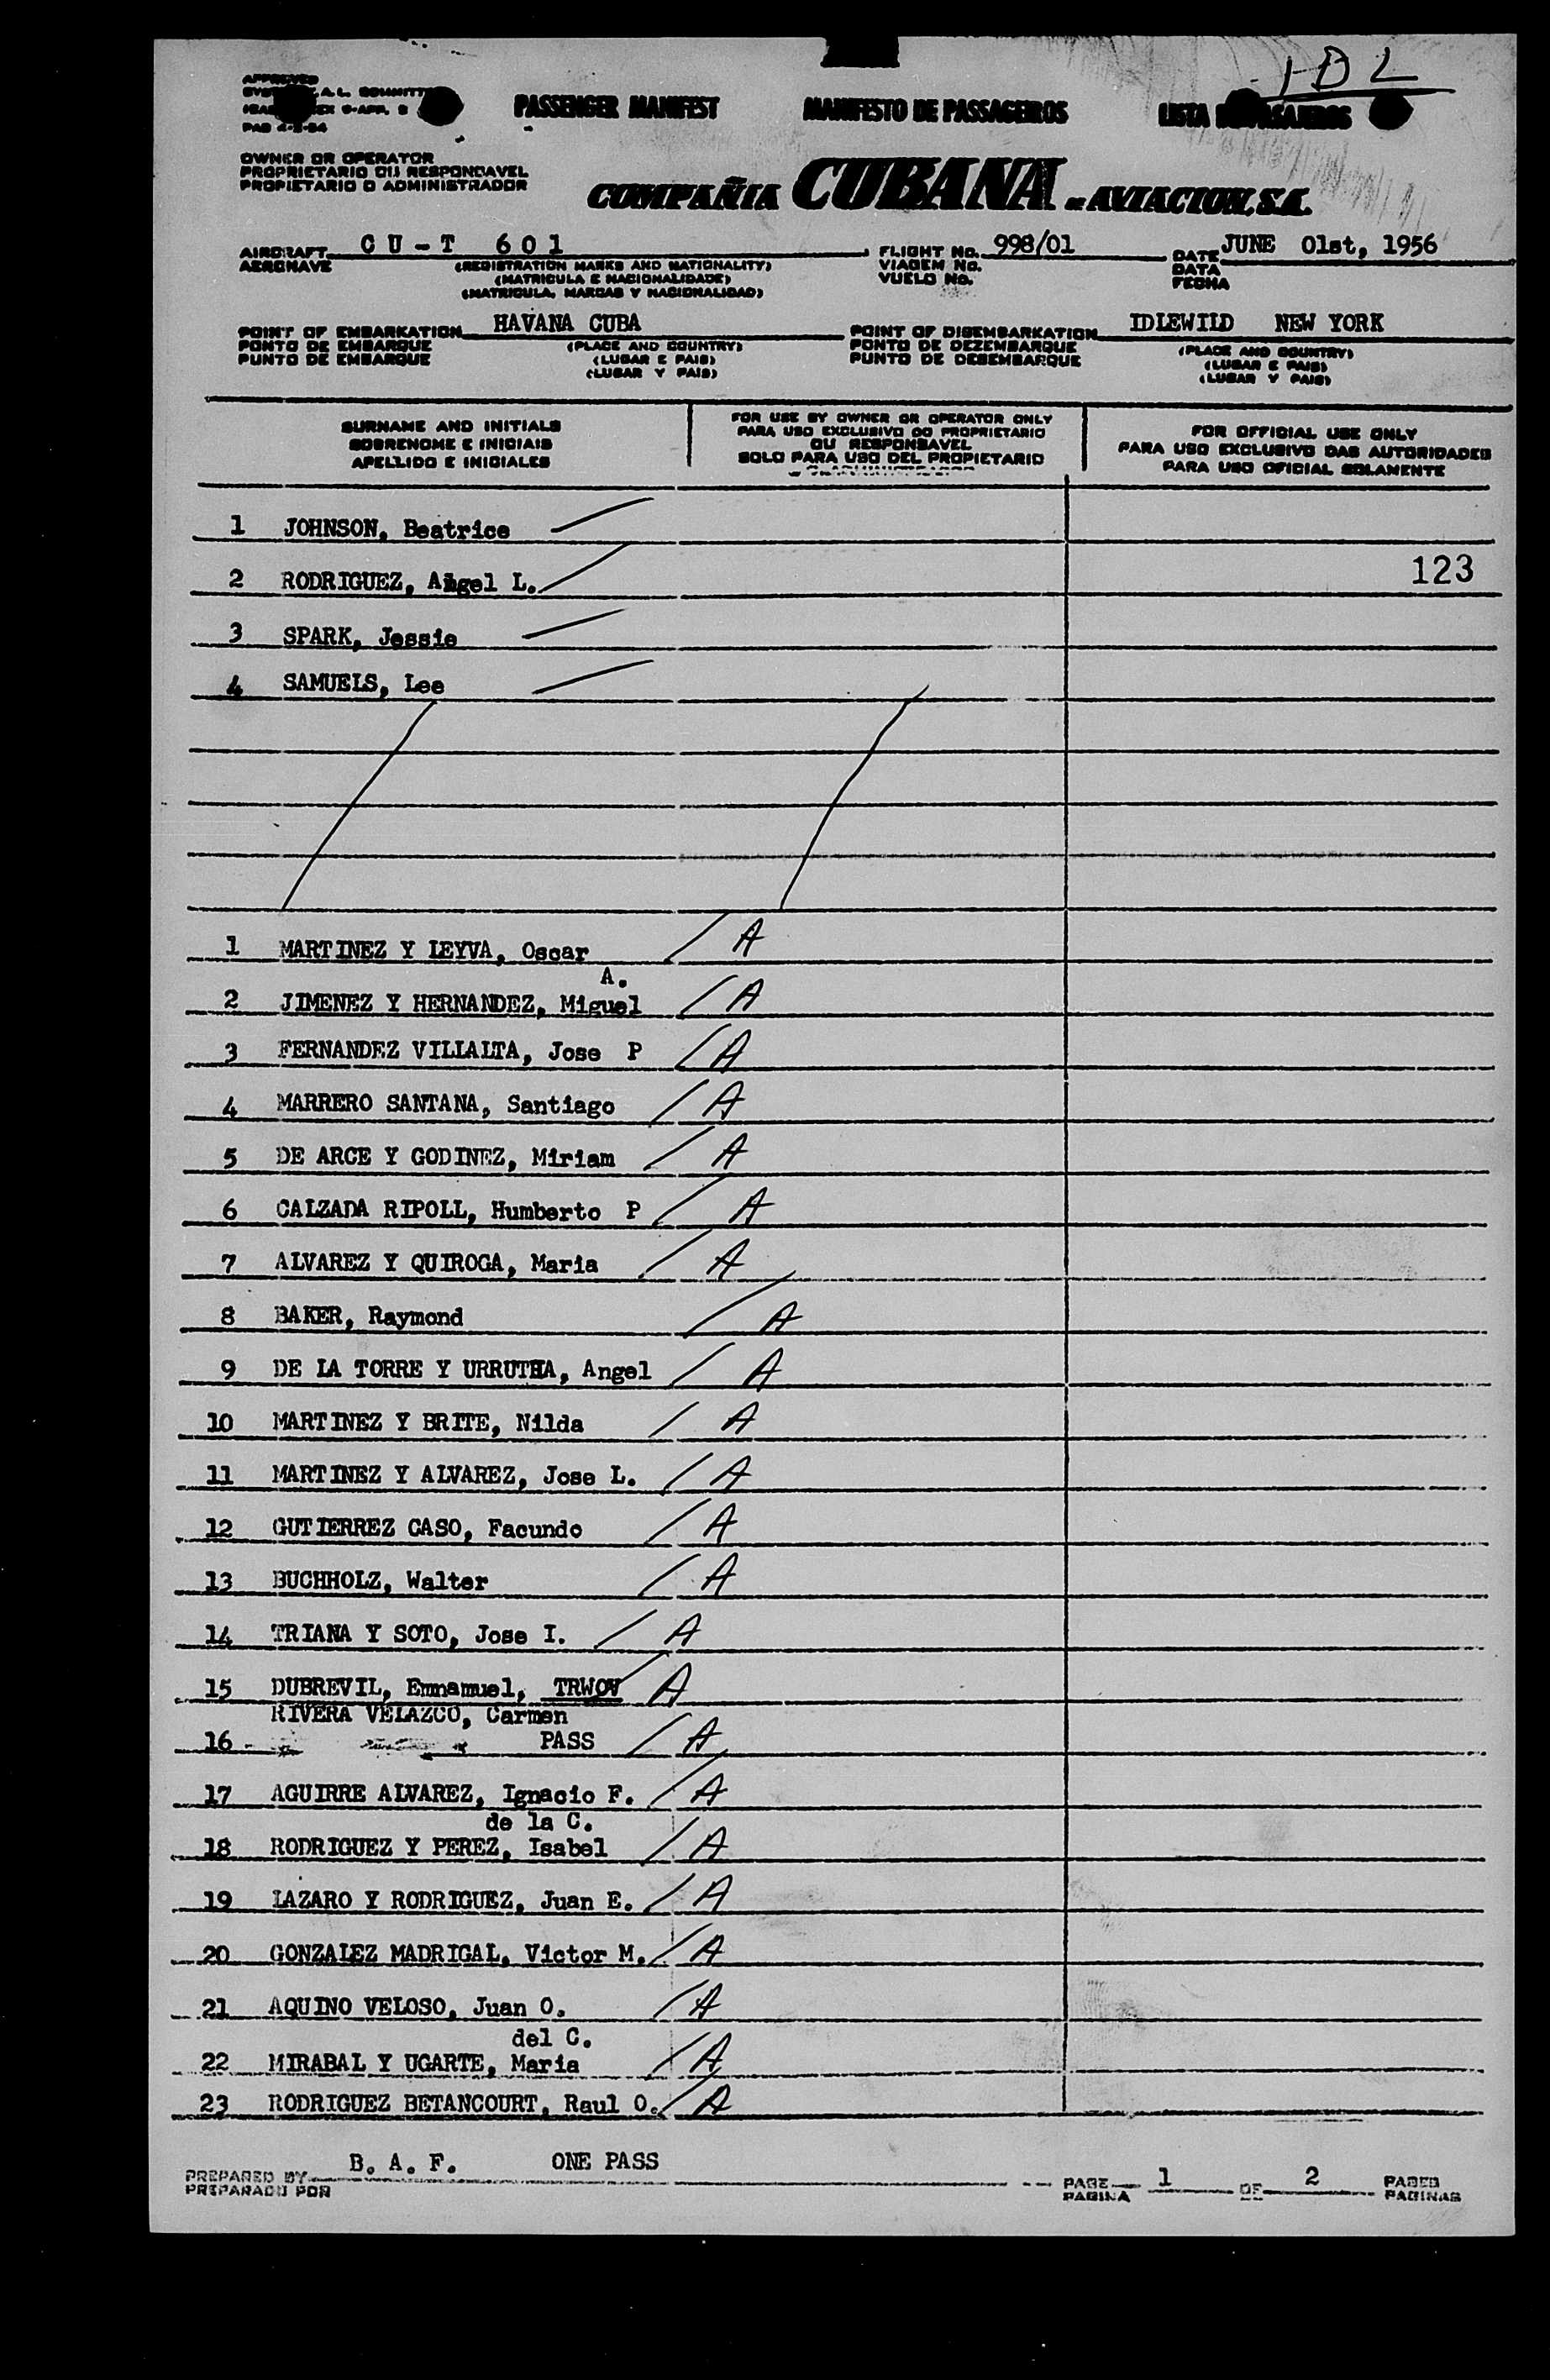 IDL
APPROVED
PASSENGER MANIFEST MANIFESTO DE PASSAGEIROS LISTA DE PASAJEROS
OWNER OR OPERATOR
PROPRIETARIO OU RESPONDAVEL
PROPIETARIO O ADMINISTRADOR
COMPAÑIA CUBANA DE AVIACION, S.A.
AIRCRAFT CU-T 601 FLIGHT No. 998/01 DATE JUNE 01st, 1956
AERONAVE (REGISTRATION MARKS AND NATIONALITY) VIAGEM No. DATA
(MATRICULA E NACIONALIDADE) VUELO No. FECHA
(MATRICULA, MARCAS Y NACIONALIDAD)
POINT OF EMBARKATION HAVANA CUBA POINT OF DISEMBARKATION IDLEWILD NEW YORK
PONTO DE EMBARQUE (PLACE AND COUNTRY) PONTO DE DEZEMBARQUE (PLACE AND COUNTRY)
PUNTO DE EMBARQUE (LUGAR E PAIS) PUNTO DE DESEMBARQUE (LUGAR E PAIS)
(LUGAR Y PAIS) (LUGAR Y PAIS)
SURNAME AND INITIALS FOR USE BY OWNER OR OPERATOR ONLY FOR OFFICIAL USE ONLY
SOBRENOME E INICIAIS PARA USO EXCLUSIVO DO PROPRIETARIO PARA USO EXCLUSIVO DAS AUTORIDADES
OU RESPONSAVEL
APELLIDO E INICIALES SOLO PARA USO DEL PROPIETARIO PARA USO OFICIAL SOLAMENTE
1 JOHNSON, Beatrice
2 RODRIGUEZ, Angel L. 123
3 SPARK, Jessie
4 SAMUELS, Lee
1 MARTINEZ Y LEYVA, Oscar A
A.
2 JIMENEZ Y HERNANDEZ, Miguel A
3 FERNANDEZ VILLALTA, Jose P A
4 MARRERO SANTANA, Santiago A
5 DE ARCE Y GODINEZ, Miriam A
6 CALZADA RIPOLL, Humberto P A
7 ALVAREZ Y QUIROGA, Maria A
8 BAKER, Raymond A
9 DE LA TORRE Y URRUTHA, Angel A
10 MARTINEZ Y BRITE, Nilda A
11 MARTINEZ Y ALVAREZ, Jose L. A
12 GUTIERREZ CASO, Facundo A
13 BUCHHOLZ, Walter A
14 TRIANA Y SOTO, Jose I. A
15 DUBREVIL, Emnamuel, TRWOV A
RIVERA VELAZCO, Carmen
16 PASS A
17 AGUIRRE ALVAREZ, Ignacio F. A
de la C.
18 RODRIGUEZ Y PEREZ, Isabel A
19 LAZARO Y RODRIGUEZ, Juan E. A
20 GONZALEZ MADRIGAL, Victor M. A
21 AQUINO VELOSO, Juan O. A
del C.
22 MIRABAL Y UGARTE, Maria A
23 RODRIGUEZ BETANCOURT, Raul O. A
PREPARED BY B. A. F. ONE PASS PAGE 1 OF 2 PAGES
PREPARADO POR PAGINA DE PAGINAS